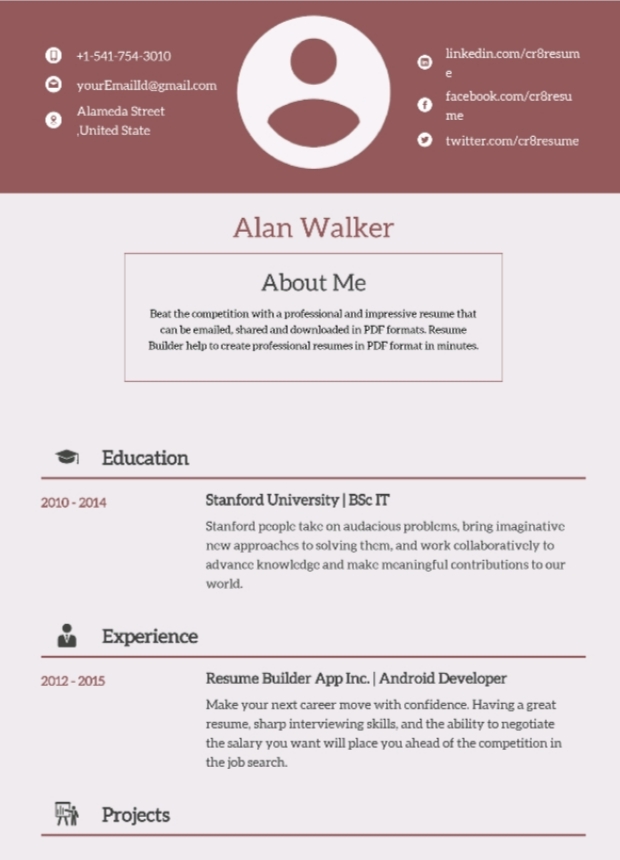 +1-541-754-3010
yourEmailId@gmail.com
Alameda Street
,United State
linkedin.com/cr8resum
e
facebook.com/cr8resu
me
twitter.com/cr8resume
Alan Walker
About Me
Beat the competition with a professional and impressive resume that
can be emailed, shared and downloaded in PDF formats. Resume
Builder help to create professional resumes in PDF format in minutes.
Education
2010 - 2014
Stanford University | BSc IT
Stanford people take on audacious problems, bring imaginative
new approaches to solving them, and work collaboratively to
advance knowledge and make meaningful contributions to our
world.
Experience
2012 - 2015
Resume Builder App Inc. | Android Developer
Make your next career move with confidence. Having a great
resume, sharp interviewing skills, and the ability to negotiate
the salary you want will place you ahead of the competition in
the job search.
Projects